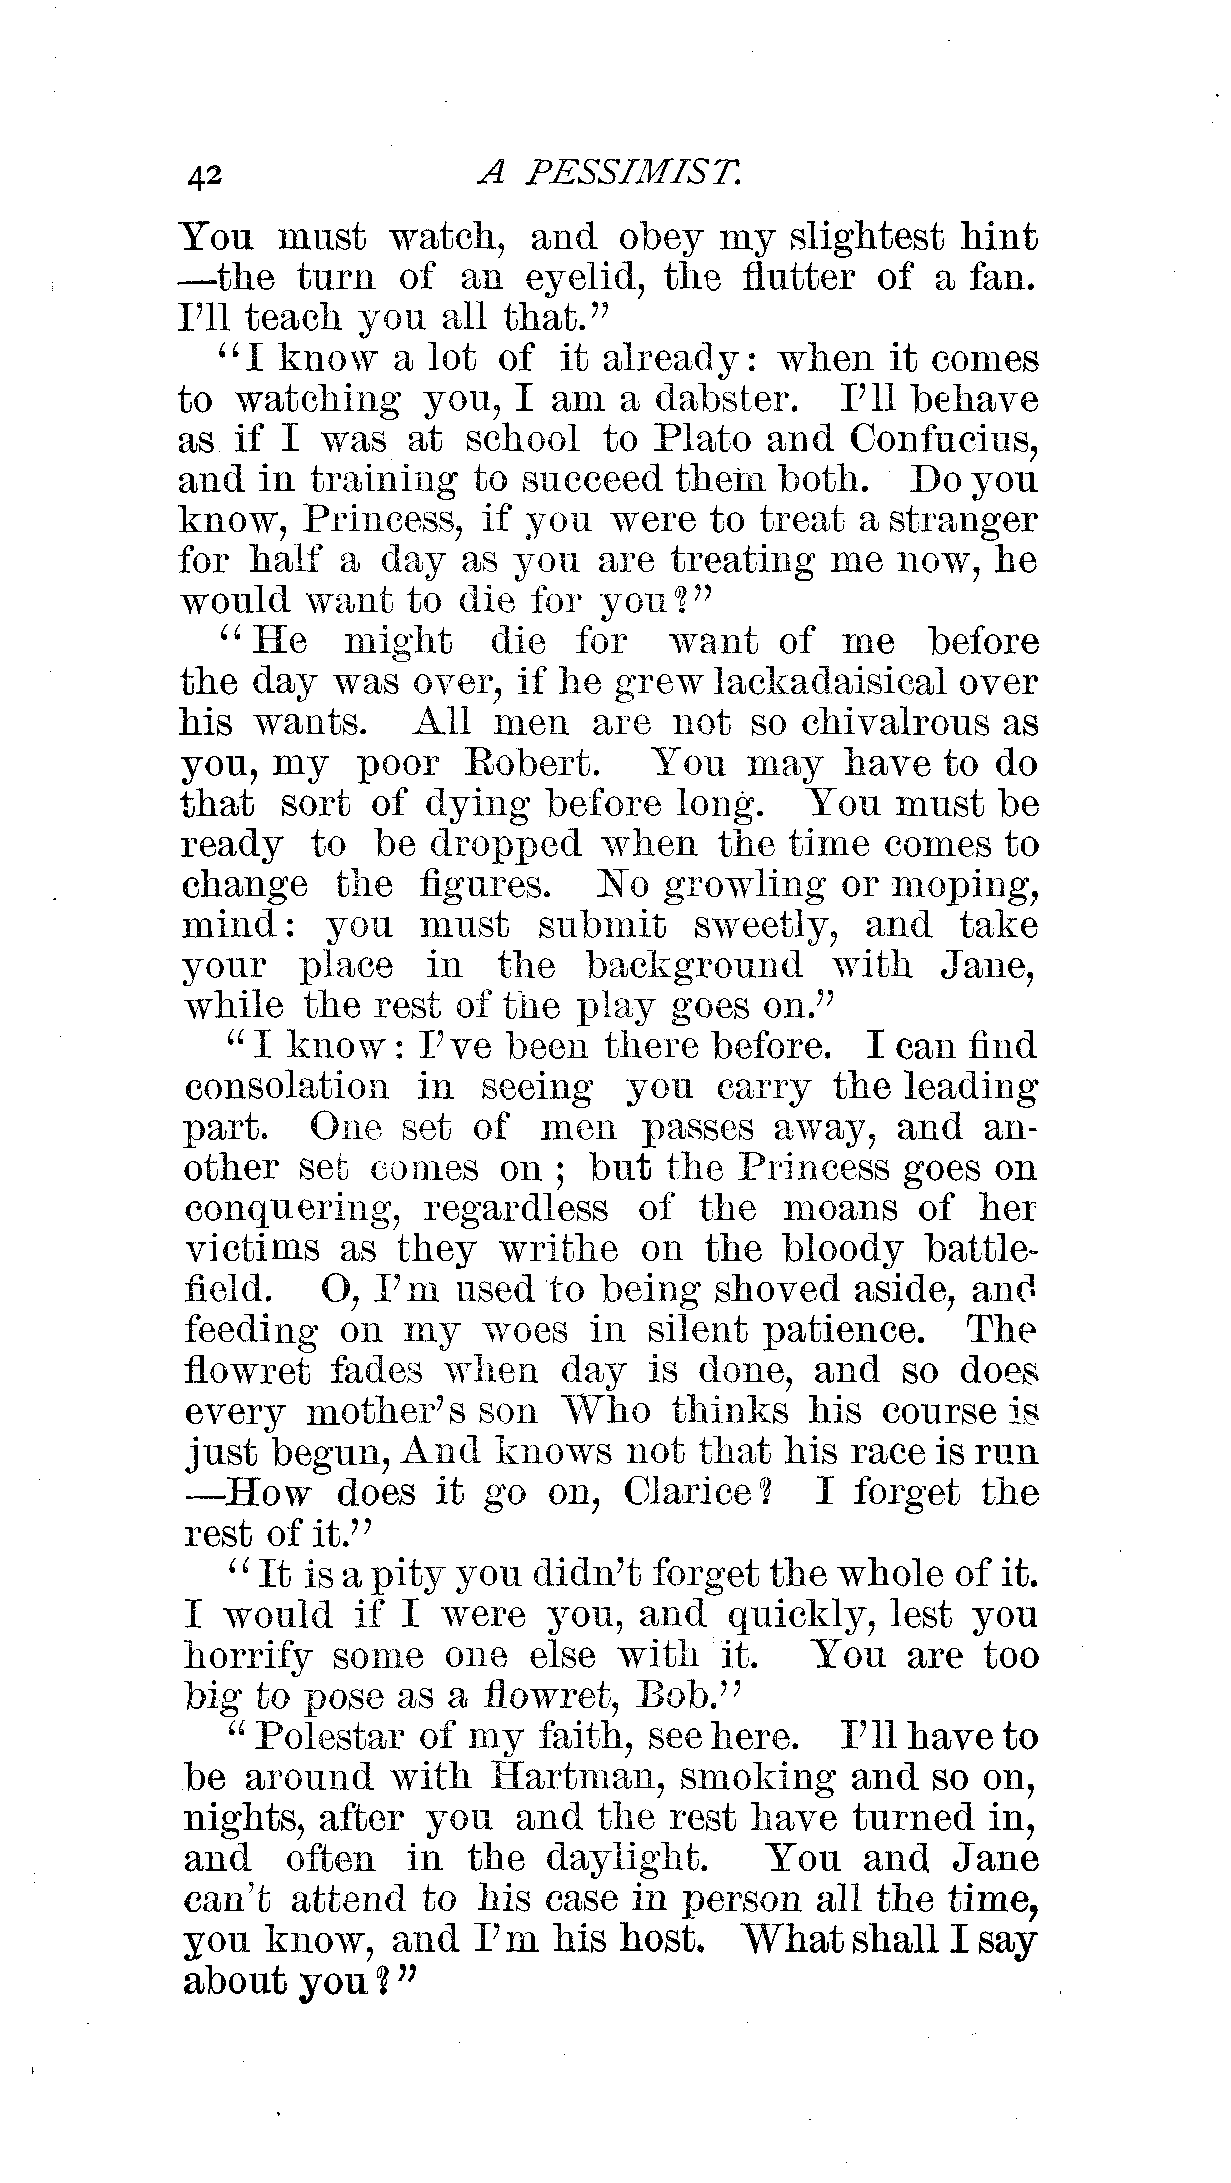 42 A PESSIMIST.
You must watch, and obey my slightest hint
—the turn of an eyelid, the flutter of a fan.
I'll teach you all that."
"I know a lot of it already: when it comes
to watching you, I am a dabster. I'll behave
as if I was at school to Plato and Confucius,
and in training to succeed them both. Do you
know, Princess, if you were to treat a stranger
for half a day as you are treating me now, he
would want to die for you?"
"He might die for want of me before
the day was over, if he grew lackadaisical over
his wants. All men are not so chivalrous as
you, my poor Robert. You may have to do
that sort of dying before long. You must be
ready to be dropped when the time comes to
change the figures. No growling or moping,
mind: you must submit sweetly, and take
your place in the background with Jane,
while the rest of the play goes on."
"I know: I've been there before. I can find
consolation in seeing you carry the leading
part. One set of men passes away, and an-
other set comes on; but the Princess goes on
conquering, regardless of the moans of her
victims as they writhe on the bloody battle-
field. O, I'm used to being shoved aside, and
feeding on my woes in silent patience. The
flowret fades when day is done, and so does
every mother's son Who thinks his course is
just begun, And knows not that his race is run
—How does it go on, Clarice? I forget the
rest of it."
"It is a pity you didn't forget the whole of it.
I would if I were you, and quickly, lest you
horrify some one else with it. You are too
big to pose as a flowret, Bob."
"Polestar of my faith, see here. I'll have to
be around with Hartman, smoking and so on,
nights, after you and the rest have turned in,
and often in the daylight. You and Jane
can't attend to his case in person all the time,
you know, and I'm his host. What shall I say
about you?"